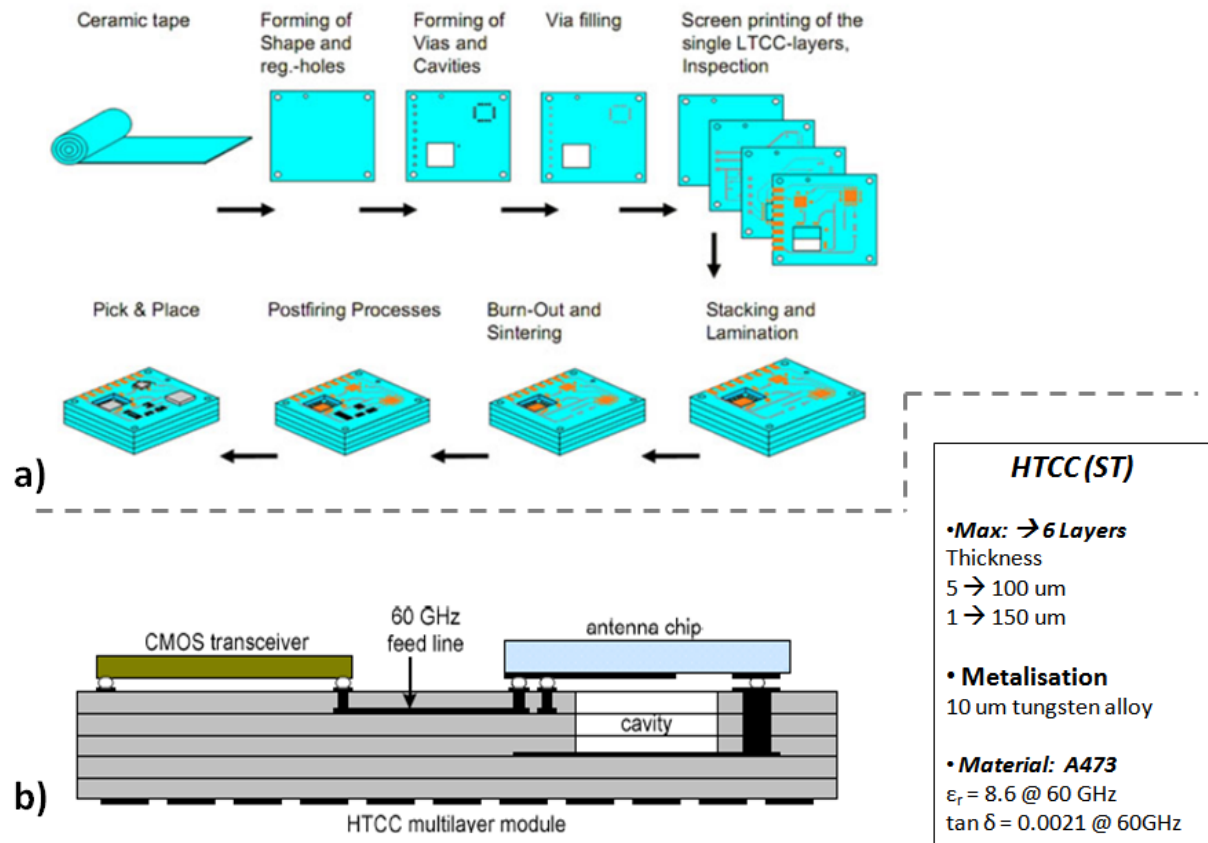 Ceramic tape
Forming of
Shape and
reg.-holes
Forming of
Vias and
Cavities
Via filling
Screen printing of the
single LTCC-layers,
Inspection
Pick & Place
Postfiring Processes
Burn-Out and
Sintering
Stacking and
Lamination
a)
HTCC (ST)
•Max: → 6 Layers
Thickness
5 → 100 um
1 → 150 um
• Metalisation
10 um tungsten alloy
• Material: A473
εr = 8.6 @ 60 GHz
tan δ = 0.0021 @ 60GHz
CMOS transceiver
60 GHz
feed line
antenna chip
cavity
b)
HTCC multilayer module